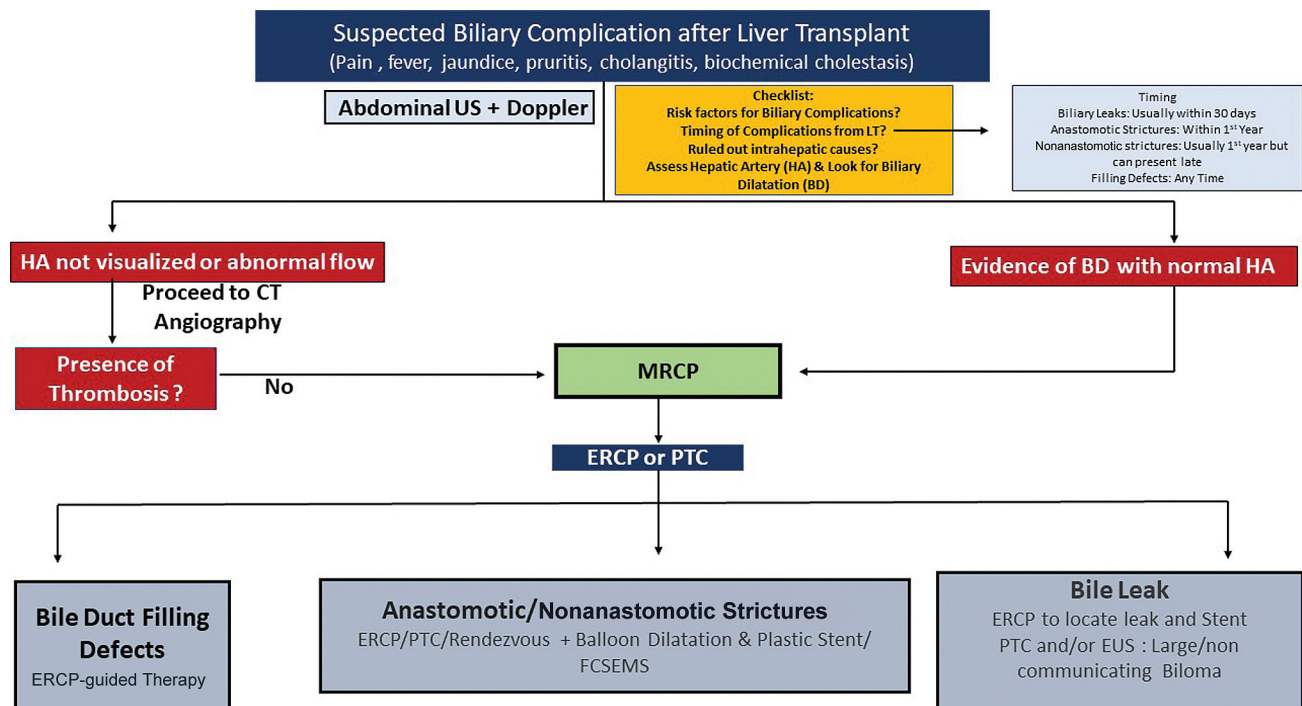 Suspected Biliary Complication after Liver Transplant
(Pain , fever, jaundice, pruritis, cholangitis, biochemical cholestasis)
Abdominal US + Doppler
Checklist:
Risk factors for Biliary Complications?
Timing of Complications from LT?
Ruled out intrahepatic causes?
Assess Hepatic Artery (HA) & Look for Biliary
Dilatation (BD)
Timing
Biliary Leaks: Usually within 30 days
Anastomotic Strictures: Within 1st Year
Nonanastomotic strictures: Usually 1st year but
can present late
Filling Defects: Any Time
HA not visualized or abnormal flow
Evidence of BD with normal HA
Proceed to CT
Angiography
Presence of
Thrombosis ?
No
MRCP
ERCP or PTC
Bile Duct Filling
Defects
ERCP-guided Therapy
Anastomotic/Nonanastomotic Strictures
ERCP/PTC/Rendezvous + Balloon Dilatation & Plastic Stent/
FCSEMS
Bile Leak
ERCP to locate leak and Stent
PTC and/or EUS : Large/non
communicating Biloma